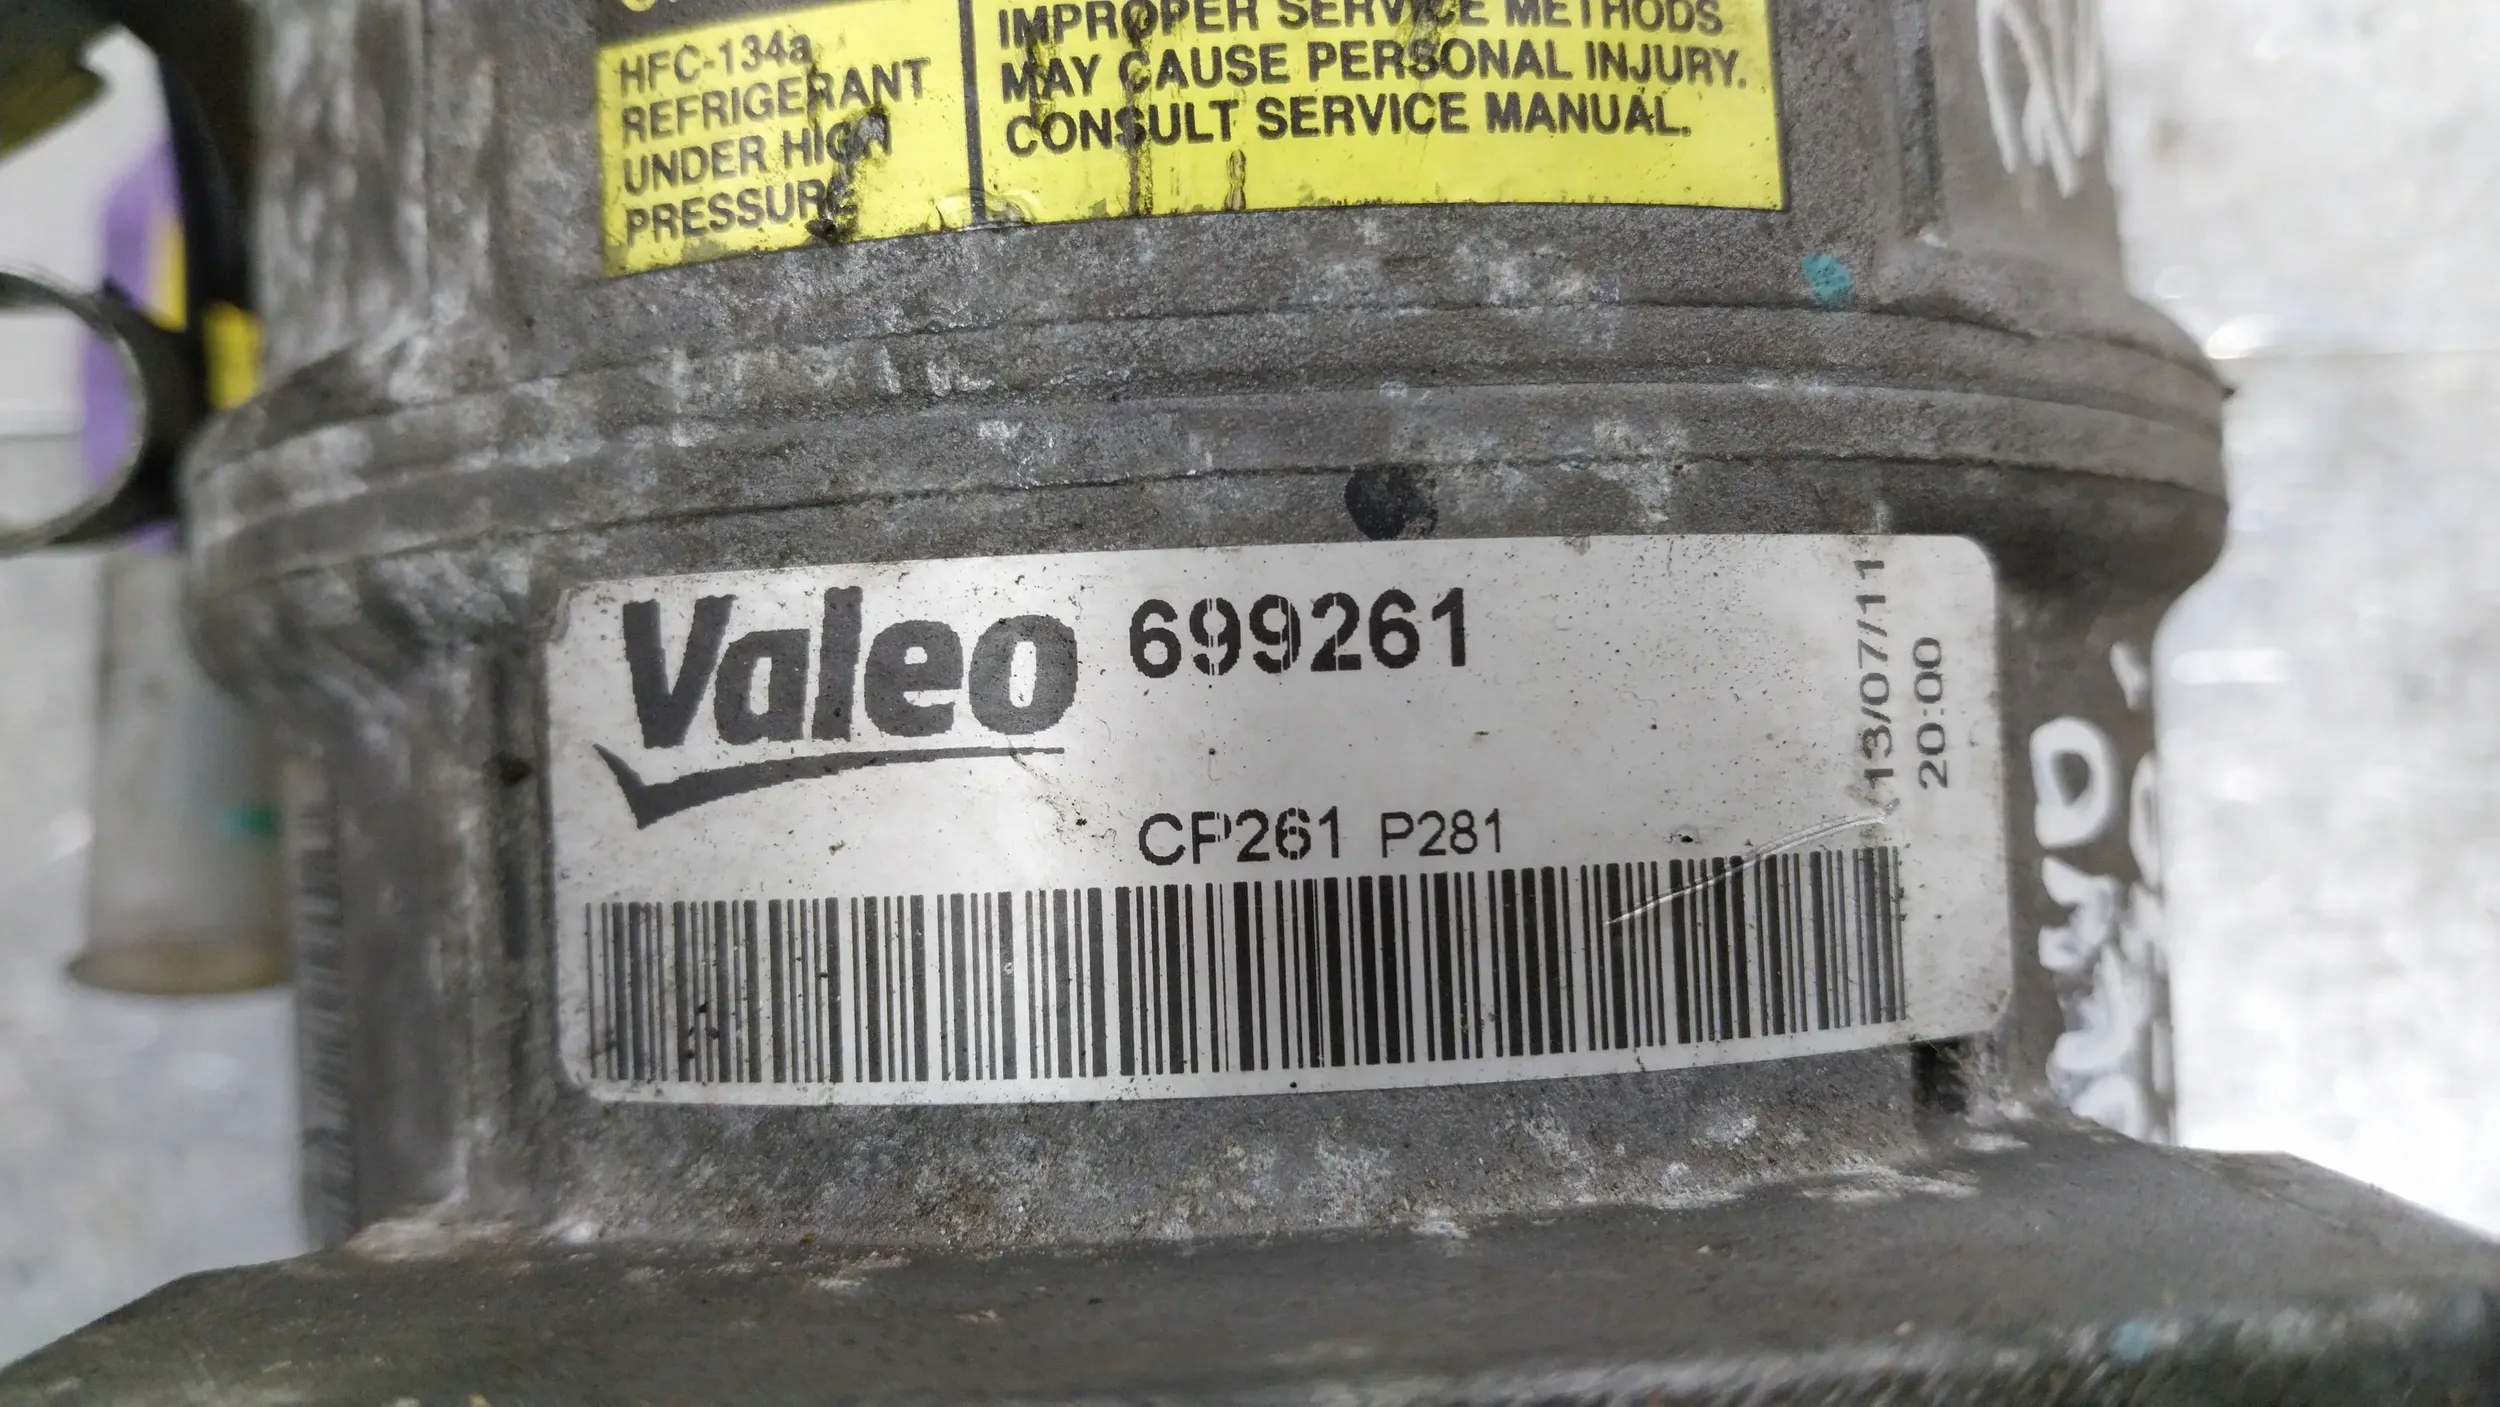 HFC-134a
REFRIGERANT
UNDER HIGH
PRESSURE
IMPROPER SERVICE METHODS
MAY CAUSE PERSONAL INJURY.
CONSULT SERVICE MANUAL.
Valeo 699261
CP261 P281
13/07/11
20:00